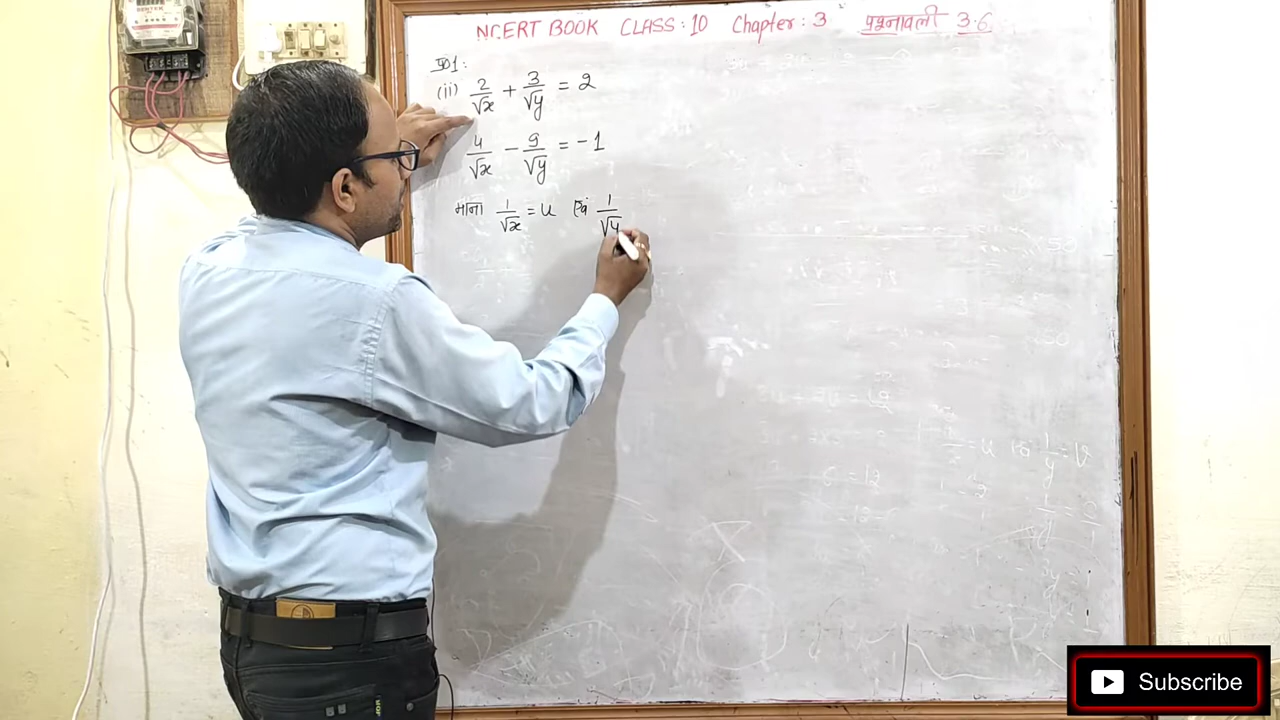 NCERT BOOK CLASS:10 Chapter:3 प्रश्नावली 3.6
प्र01:
(ii) 2/√x + 3/√y = 2
4/√x - 9/√y = -1
माना 1/√x = u एवं 1/√y
Subscribe